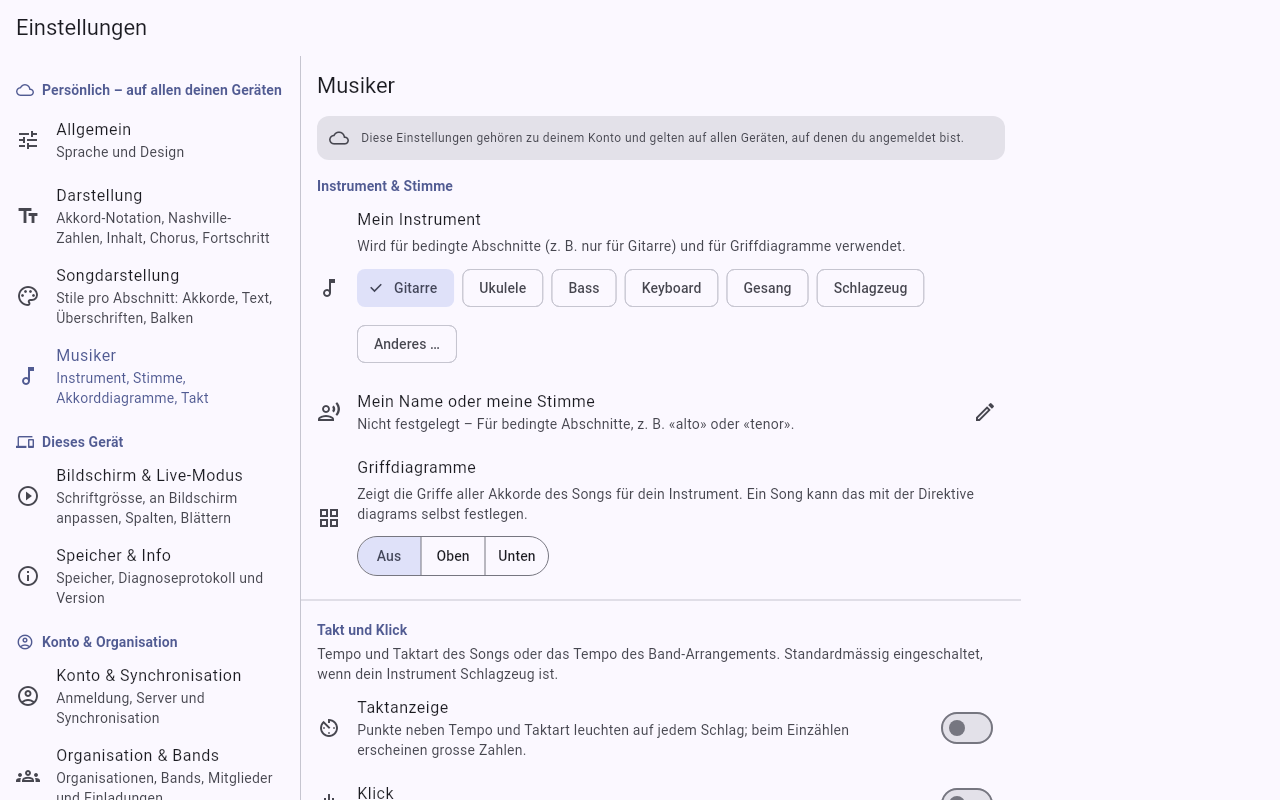 Einstellungen
Persönlich – auf allen deinen Geräten
Allgemein
Sprache und Design
Darstellung
Akkord-Notation, Nashville-
Zahlen, Inhalt, Chorus, Fortschritt
Songdarstellung
Stile pro Abschnitt: Akkorde, Text,
Überschriften, Balken
Musiker
Instrument, Stimme,
Akkorddiagramme, Takt
Dieses Gerät
Bildschirm & Live-Modus
Schriftgrösse, an Bildschirm
anpassen, Spalten, Blättern
Speicher & Info
Speicher, Diagnoseprotokoll und
Version
Konto & Organisation
Konto & Synchronisation
Anmeldung, Server und
Synchronisation
Organisation & Bands
Organisationen, Bands, Mitglieder
und Einladungen
Musiker
Diese Einstellungen gehören zu deinem Konto und gelten auf allen Geräten, auf denen du angemeldet bist.
Instrument & Stimme
Mein Instrument
Wird für bedingte Abschnitte (z. B. nur für Gitarre) und für Griffdiagramme verwendet.
Gitarre Ukulele Bass Keyboard Gesang Schlagzeug
Anderes …
Mein Name oder meine Stimme
Nicht festgelegt – Für bedingte Abschnitte, z. B. «alto» oder «tenor».
Griffdiagramme
Zeigt die Griffe aller Akkorde des Songs für dein Instrument. Ein Song kann das mit der Direktive
diagrams selbst festlegen.
Aus Oben Unten
Takt und Klick
Tempo und Taktart des Songs oder das Tempo des Band-Arrangements. Standardmässig eingeschaltet,
wenn dein Instrument Schlagzeug ist.
Taktanzeige
Punkte neben Tempo und Taktart leuchten auf jedem Schlag; beim Einzählen
erscheinen grosse Zahlen.
Klick